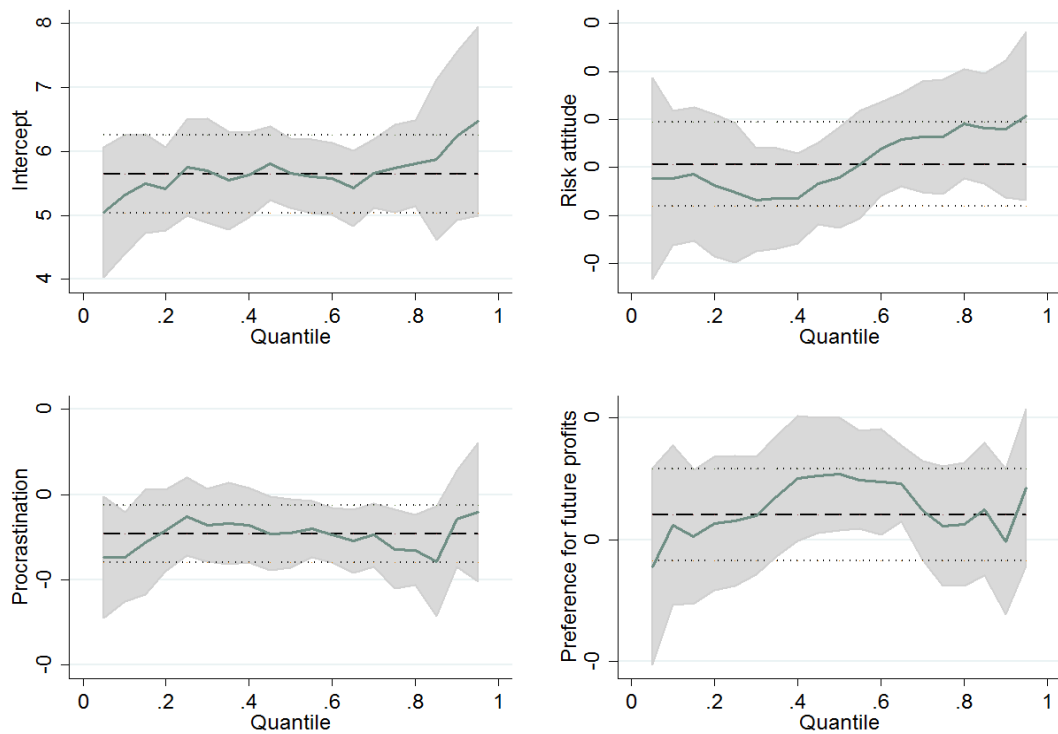 Intercept
8
7
6
5
4
0 .2 .4 .6 .8 1
Quantile
Risk attitude
0
0
0
0
0
-0
0 .2 .4 .6 .8 1
Quantile
Procrastination
0
0
-0
-0
0 .2 .4 .6 .8 1
Quantile
Preference for future profits
0
0
-0
0 .2 .4 .6 .8 1
Quantile